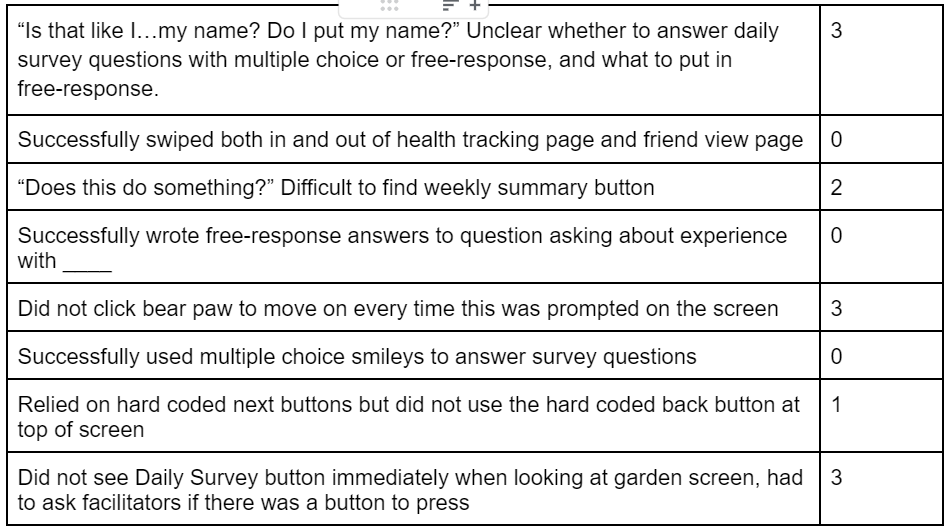 “Is that like I...my name? Do I put my name?” Unclear whether to answer daily 3
survey questions with multiple choice or free-response, and what to put in
free-response.
Successfully swiped both in and out of health tracking page and friend view page 0
“Does this do something?” Difficult to find weekly summary button 2
Successfully wrote free-response answers to question asking about experience 0
with ____
Did not click bear paw to move on every time this was prompted on the screen 3
Successfully used multiple choice smileys to answer survey questions 0
Relied on hard coded next buttons but did not use the hard coded back button at 1
top of screen
Did not see Daily Survey button immediately when looking at garden screen, had 3
to ask facilitators if there was a button to press